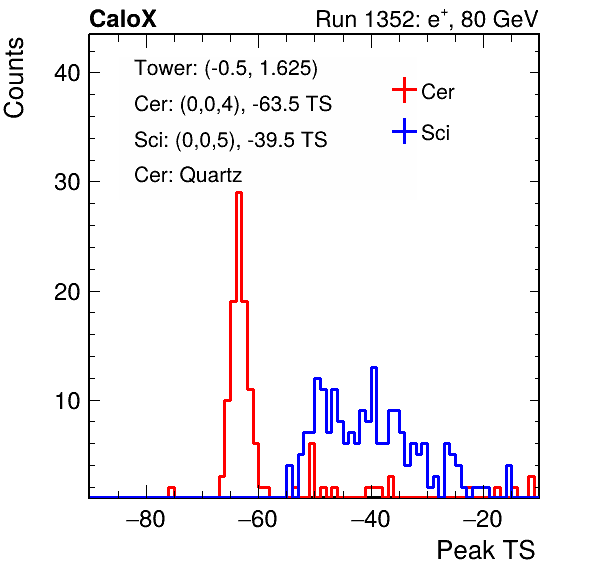 CaloX Run 1352: e⁺, 80 GeV
Counts
Tower: (-0.5, 1.625)
Cer: (0,0,4), -63.5 TS
Sci: (0,0,5), -39.5 TS
Cer: Quartz
Cer
Sci
40
30
20
10
−80 −60 −40 −20
Peak TS